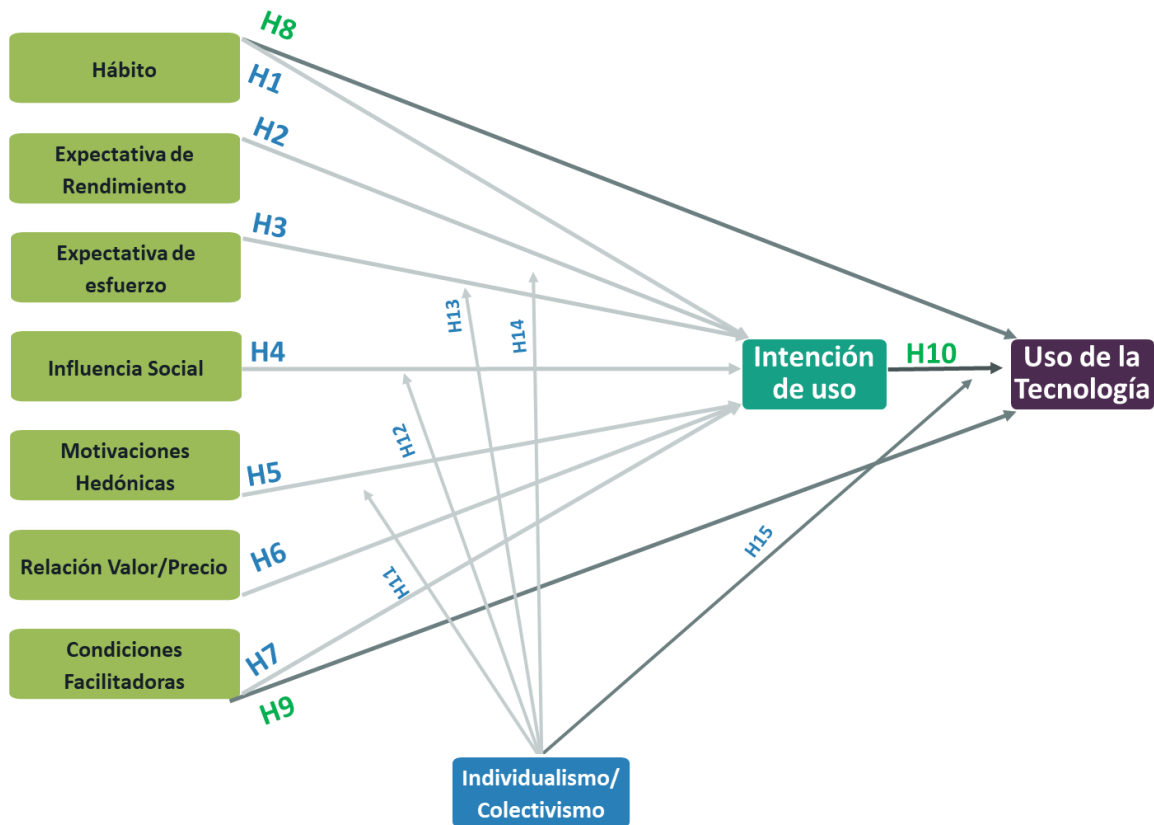 H8
Hábito
H1
H2
Expectativa de
Rendimiento
H3
Expectativa de
esfuerzo
H13
H14
H4
Influencia Social
Intención
de uso
H10
Uso de la
Tecnología
H12
Motivaciones
Hedónicas
H5
H11
H15
Relación Valor/Precio
H6
Condiciones
Facilitadoras
H7
H9
Individualismo/
Colectivismo